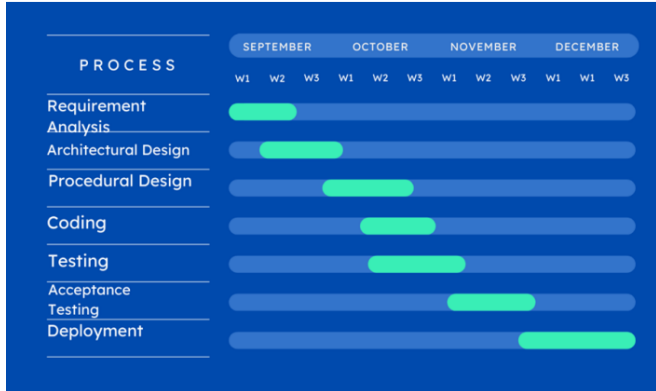 PROCESS
SEPTEMBER OCTOBER NOVEMBER DECEMBER
W1 W2 W3 W1 W2 W3 W1 W2 W3 W1 W1 W3
Requirement
Analysis
Architectural Design
Procedural Design
Coding
Testing
Acceptance
Testing
Deployment